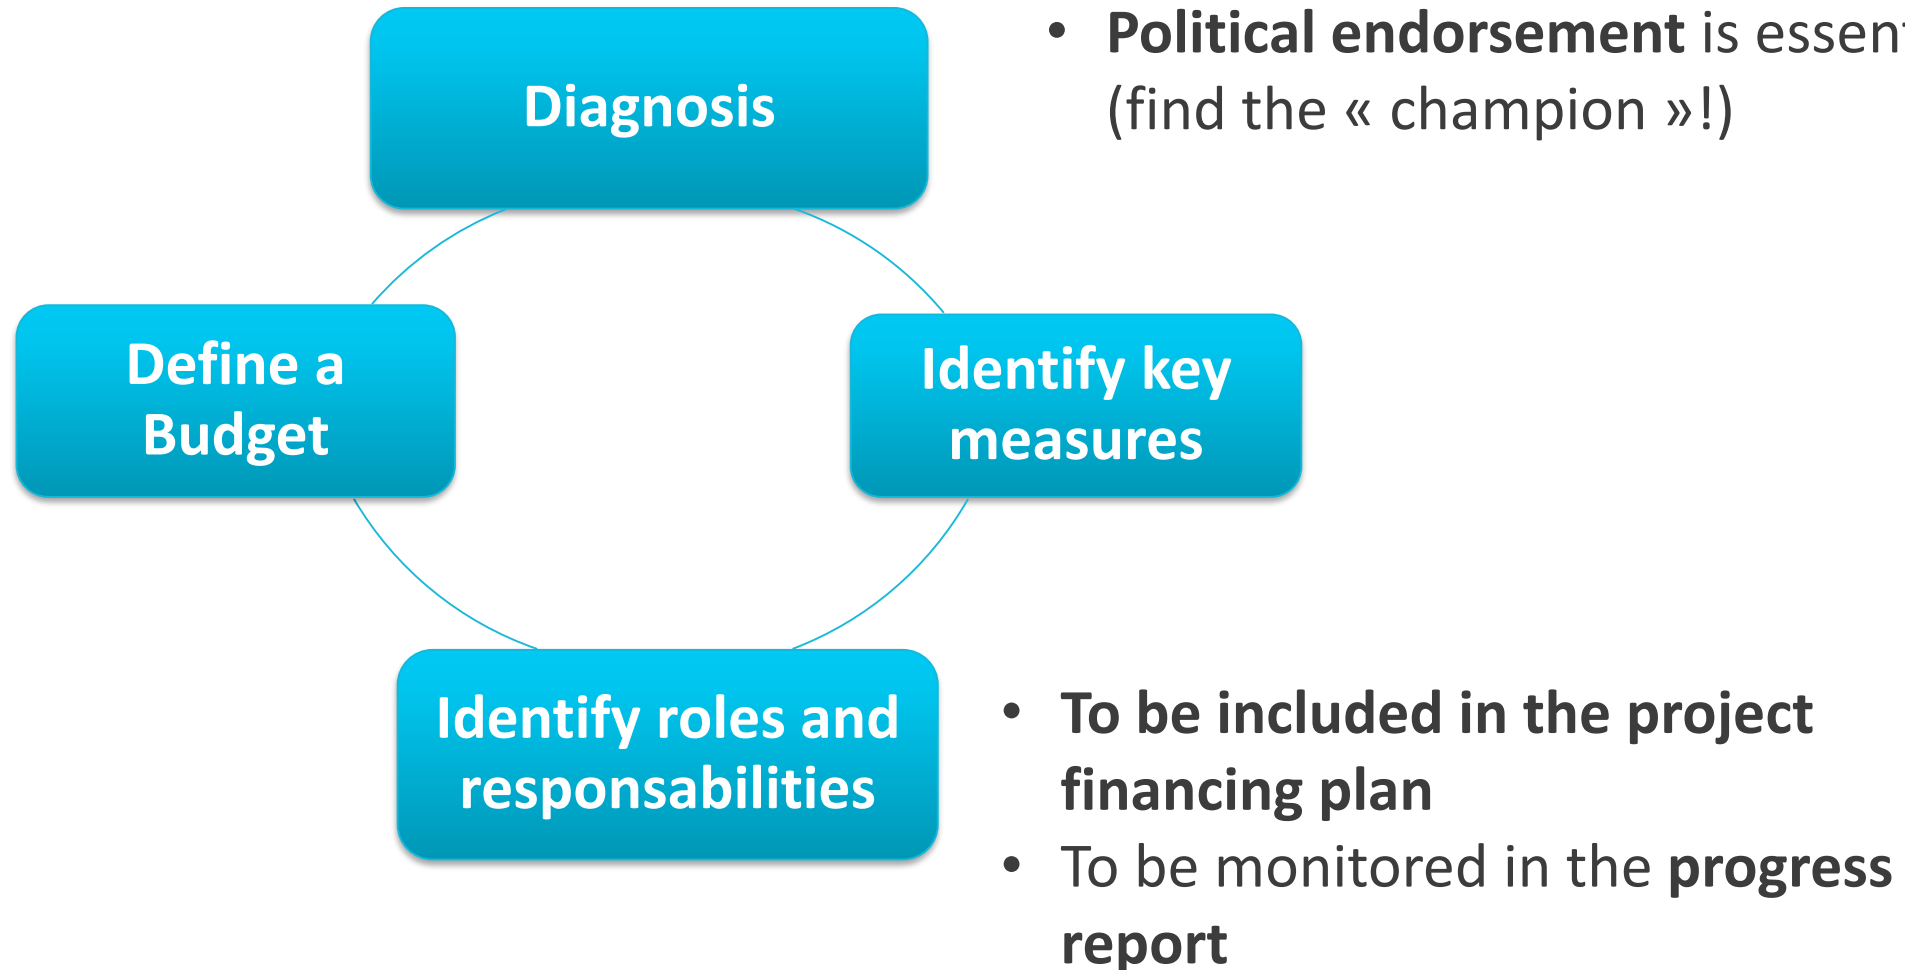 Diagnosis
• Political endorsement is
(find the « champion »!)
Define a
Budget
Identify key
measures
Identify roles and
responsabilities
• To be included in the project
financing plan
• To be monitored in the progress
report